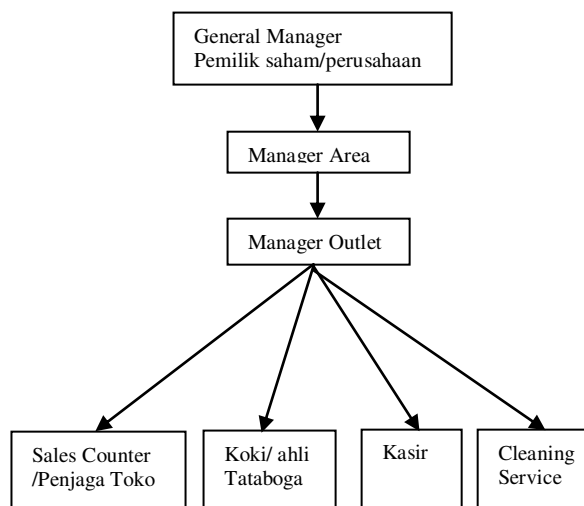 General Manager
Pemilik saham/perusahaan
Manager Area
Manager Outlet
Sales Counter
/Penjaga Toko
Koki/ ahli
Tataboga
Kasir
Cleaning
Service